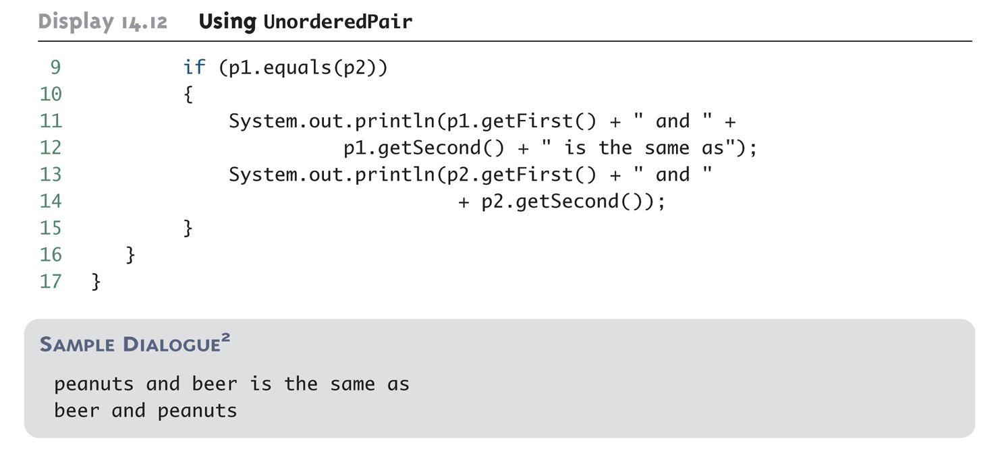 Display 14.12 Using UnorderedPair
9 if (p1.equals(p2))
10 {
11 System.out.println(p1.getFirst() + " and " +
12 p1.getSecond() + " is the same as");
13 System.out.println(p2.getFirst() + " and "
14 + p2.getSecond());
15 }
16 }
17 }
SAMPLE DIALOGUE²
peanuts and beer is the same as
beer and peanuts